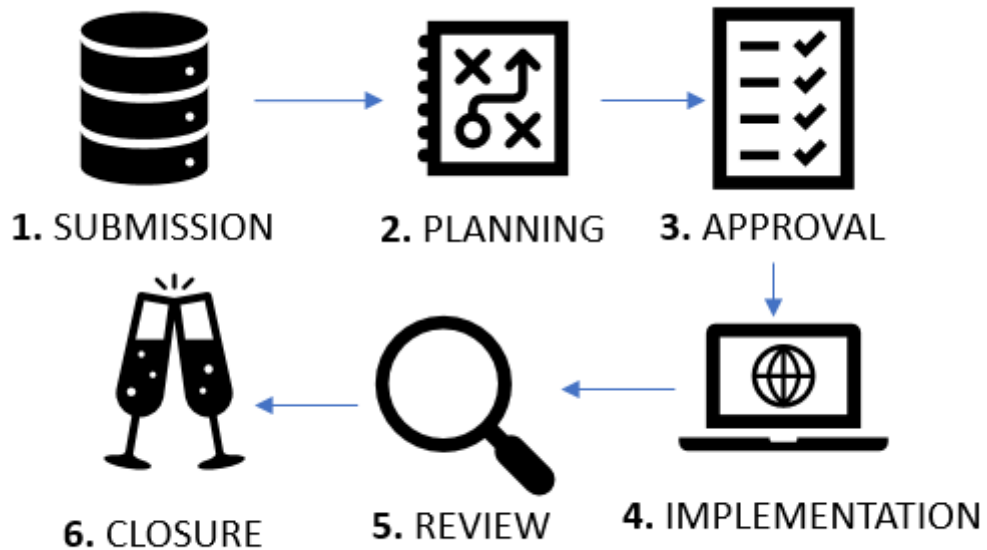 1. SUBMISSION
2. PLANNING
3. APPROVAL
4. IMPLEMENTATION
5. REVIEW
6. CLOSURE